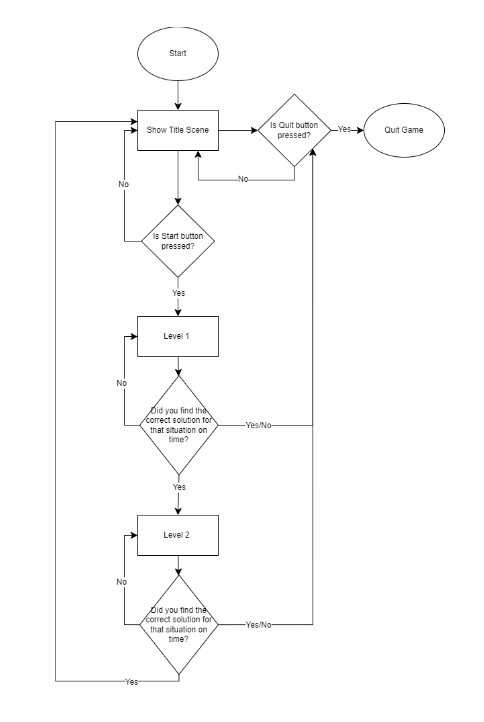 Start
Show Title Scene
Is Quit button
pressed?
Yes
Quit Game
No
No
Is Start button
pressed?
Yes
Level 1
No
Did you find the
correct solution for
that situation on
time?
Yes/No
Yes
Level 2
No
Did you find the
correct solution for
that situation on
time?
Yes/No
Yes